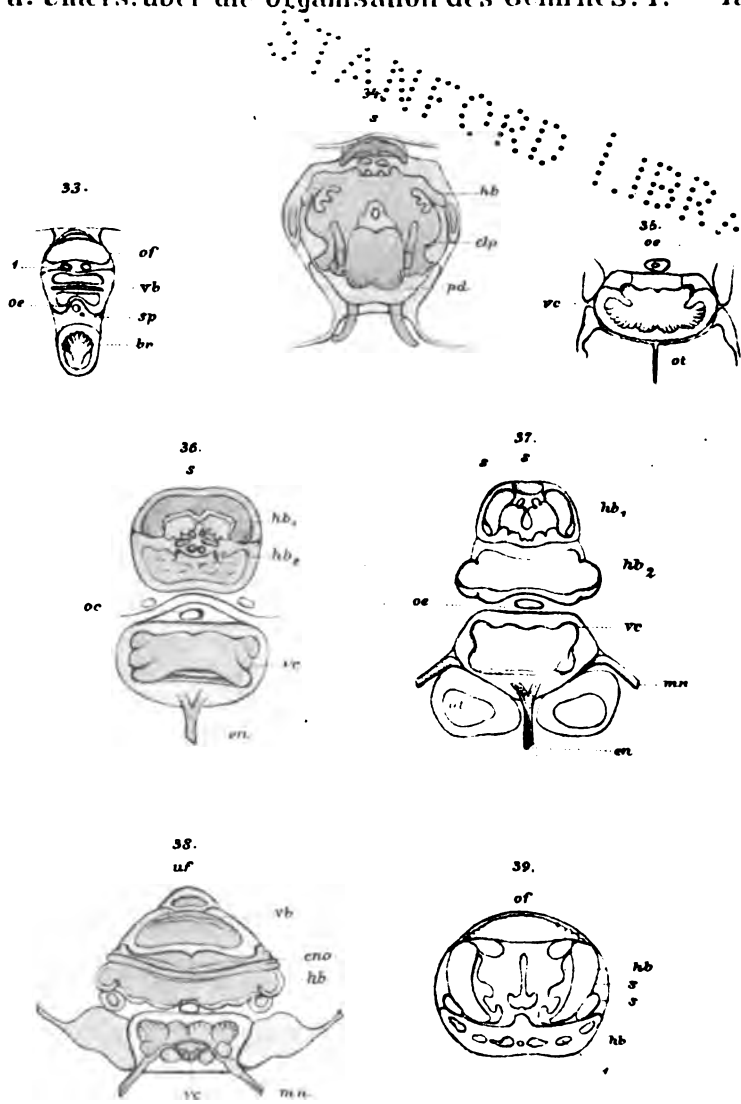 über die Organisation des Gehirnes. I.
STANFORD LIBR
34.
s
33.
hb
35.
oe
of
1
clp
vb
oe
vc
pd
sp
br
ot
36.
s
37.
s s
hb1
hb1
hb2
hb2
oe
oe
vc
vc
mn
en.
en
38.
uf
39.
of
vb
eno
hb
hb
s
s
hb
1
vc
mn.